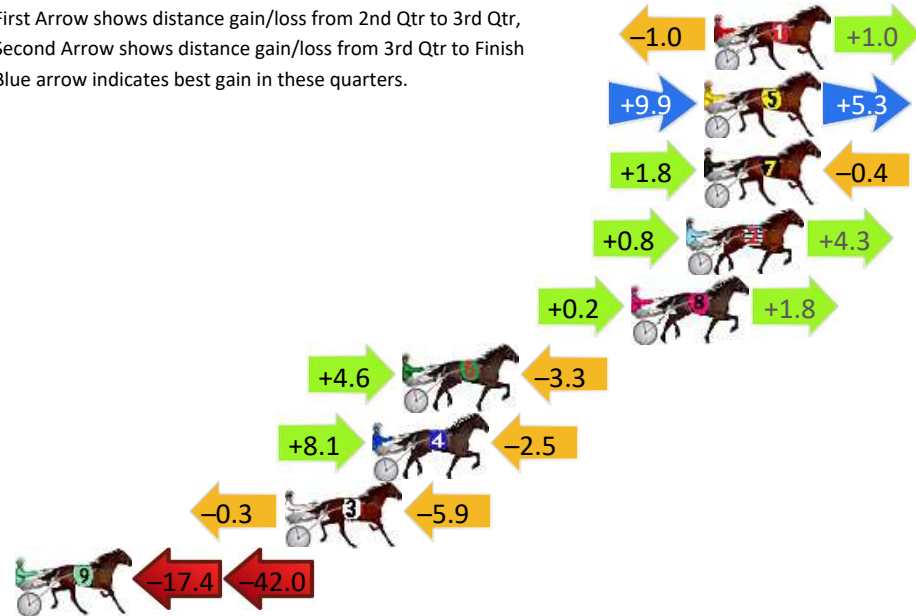 First Arrow shows distance gain/loss from 2nd Qtr to 3rd Qtr,
Second Arrow shows distance gain/loss from 3rd Qtr to Finish
Blue arrow indicates best gain in these quarters.
−1.0 1 +1.0
+9.9 5 +5.3
+1.8 7 −0.4
+0.8 +4.3
+0.2 8 +1.8
+4.6 −3.3
+8.1 4 −2.5
−0.3 3 −5.9
9 −17.4 −42.0